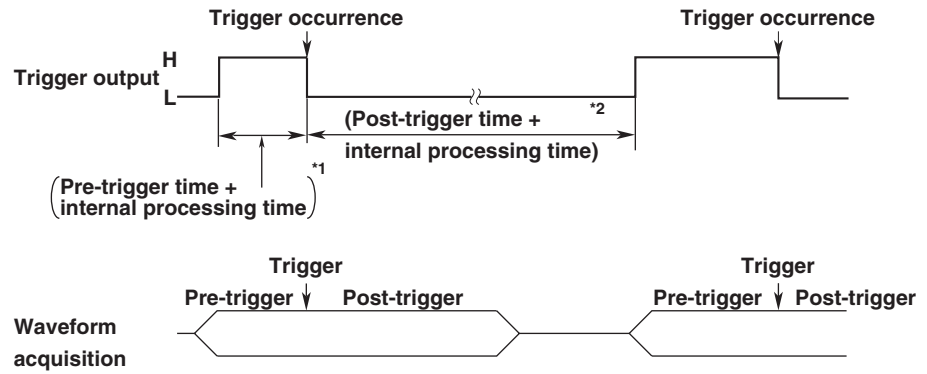 Trigger occurrence Trigger occurrence
H
Trigger output
L
*2
(Post-trigger time +
internal processing time)
*1
(Pre-trigger time +
internal processing time)
Trigger Trigger
Pre-trigger Post-trigger Pre-trigger Post-trigger
Waveform
acquisition